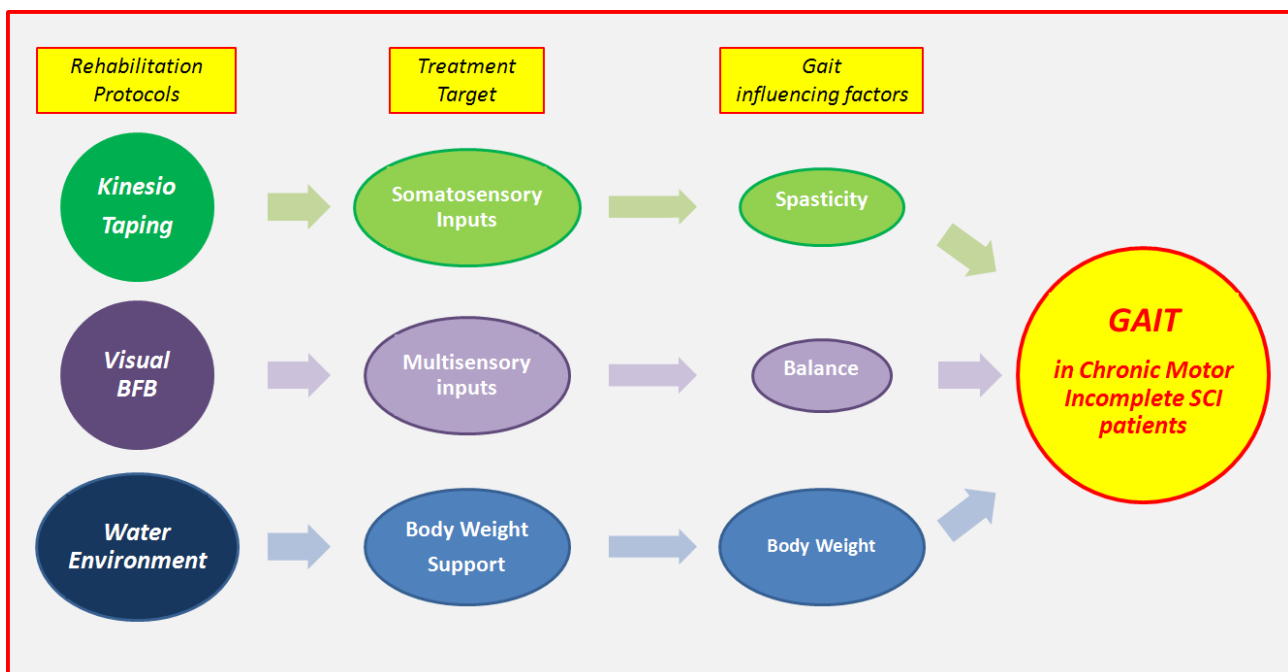 Rehabilitation
Protocols
Treatment
Target
Gait
influencing factors
Kinesio
Taping
Somatosensory
Inputs
Spasticity
Visual
BFB
Multisensory
inputs
Balance
GAIT
in Chronic Motor
Incomplete SCI
patients
Water
Environment
Body Weight
Support
Body Weight